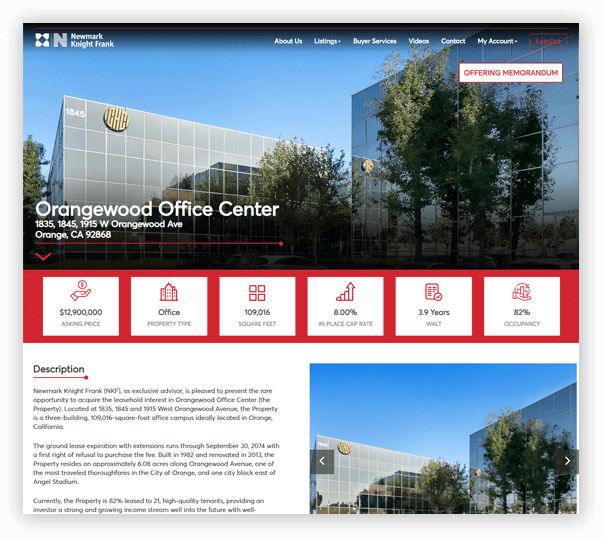 Newmark
Knight Frank
About Us Listings Buyer Services Videos Contact My Account Log Out
OFFERING MEMORANDUM
1845
Orangewood Office Center
1835, 1845, 1915 W Orangewood Ave
Orange, CA 92868
$12,900,000
ASKING PRICE
Office
PROPERTY TYPE
109,016
SQUARE FEET
8.00%
IN-PLACE CAP RATE
3.9 Years
WALT
82%
OCCUPANCY
Description
Newmark Knight Frank (NKF), as exclusive advisor, is pleased to present the rare
opportunity to acquire the leasehold interest in Orangewood Office Center (the
Property). Located at 1835, 1845 and 1915 West Orangewood Avenue, the Property
is a three-building, 109,016-square-foot office campus ideally located in Orange,
California.
The ground lease expiration with extensions runs through September 30, 2074 with
a first right of refusal to purchase the fee. Built in 1982 and renovated in 2013, the
Property resides on approximately 6.08 acres along Orangewood Avenue, one of
the most traveled thoroughfares in the City of Orange, and one city block east of
Angel Stadium.
Currently, the Property is 82% leased to 21, high-quality tenants, providing an
investor a strong and growing income stream well into the future with well-
1845